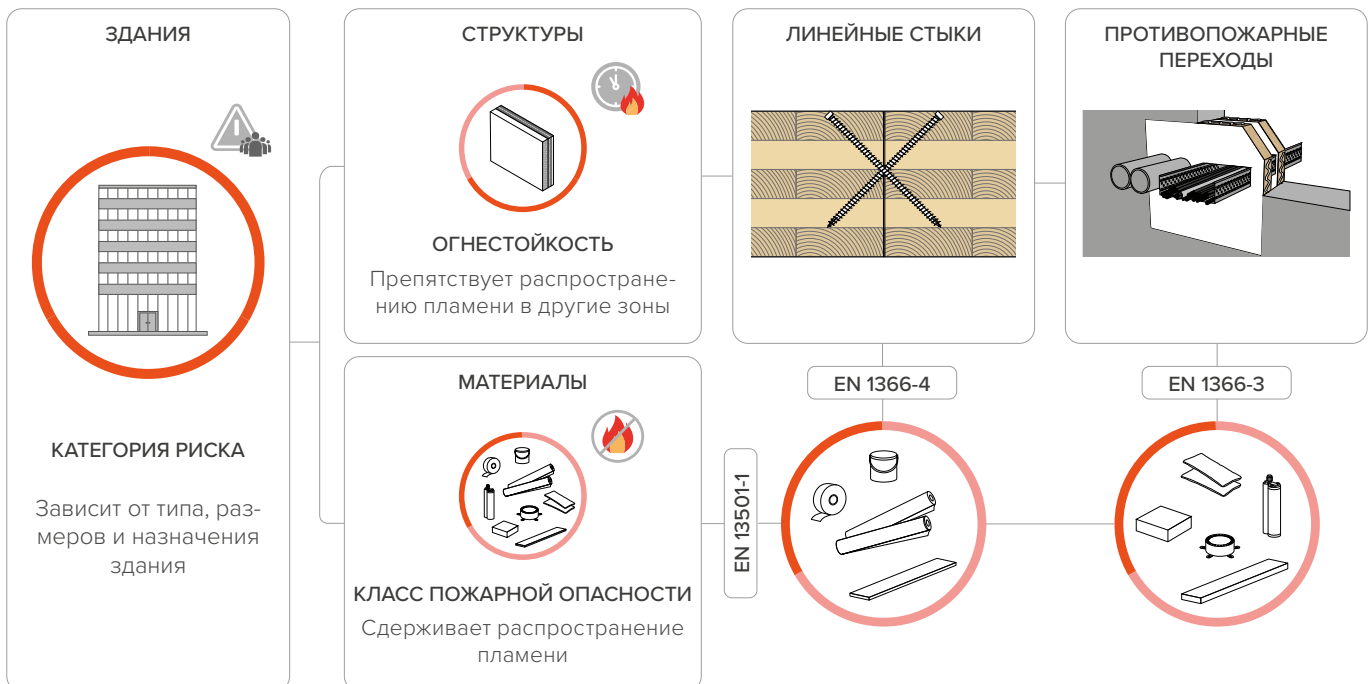 ЗДАНИЯ
КАТЕГОРИЯ РИСКА
Зависит от типа, раз-
меров и назначения
здания
СТРУКТУРЫ
ОГНЕСТОЙКОСТЬ
Препятствует распростране-
нию пламени в другие зоны
МАТЕРИАЛЫ
КЛАСС ПОЖАРНОЙ ОПАСНОСТИ
Сдерживает распространение
пламени
ЛИНЕЙНЫЕ СТЫКИ
ПРОТИВОПОЖАРНЫЕ
ПЕРЕХОДЫ
EN 1366-4
EN 1366-3
EN 13501-1